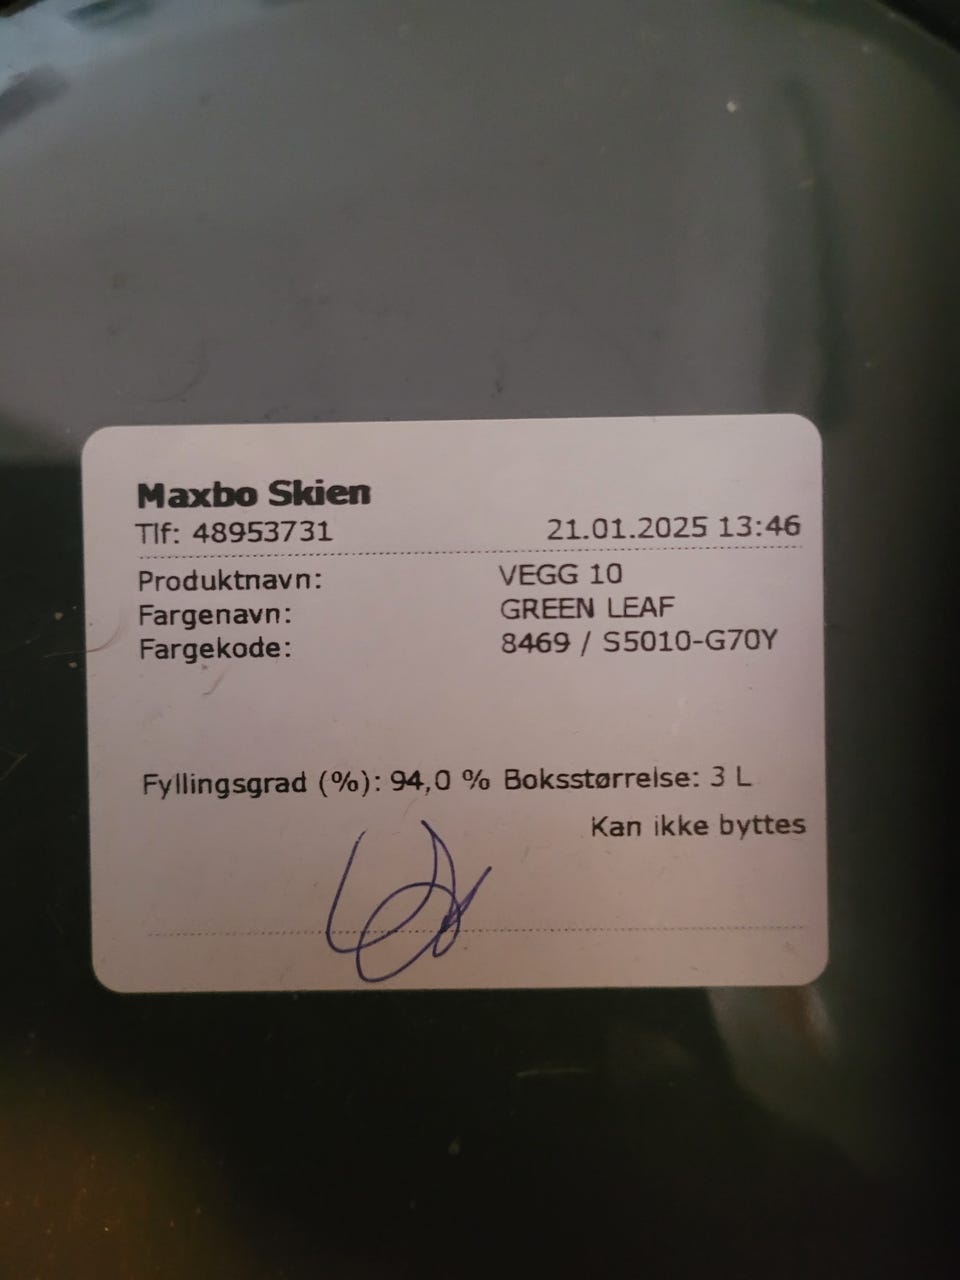 Maxbo Skien
Tlf: 48953731 21.01.2025 13:46
Produktnavn: VEGG 10
Fargenavn: GREEN LEAF
Fargekode: 8469 / S5010-G70Y
Fyllingsgrad (%): 94,0 % Boksstørrelse: 3 L
Kan ikke byttes